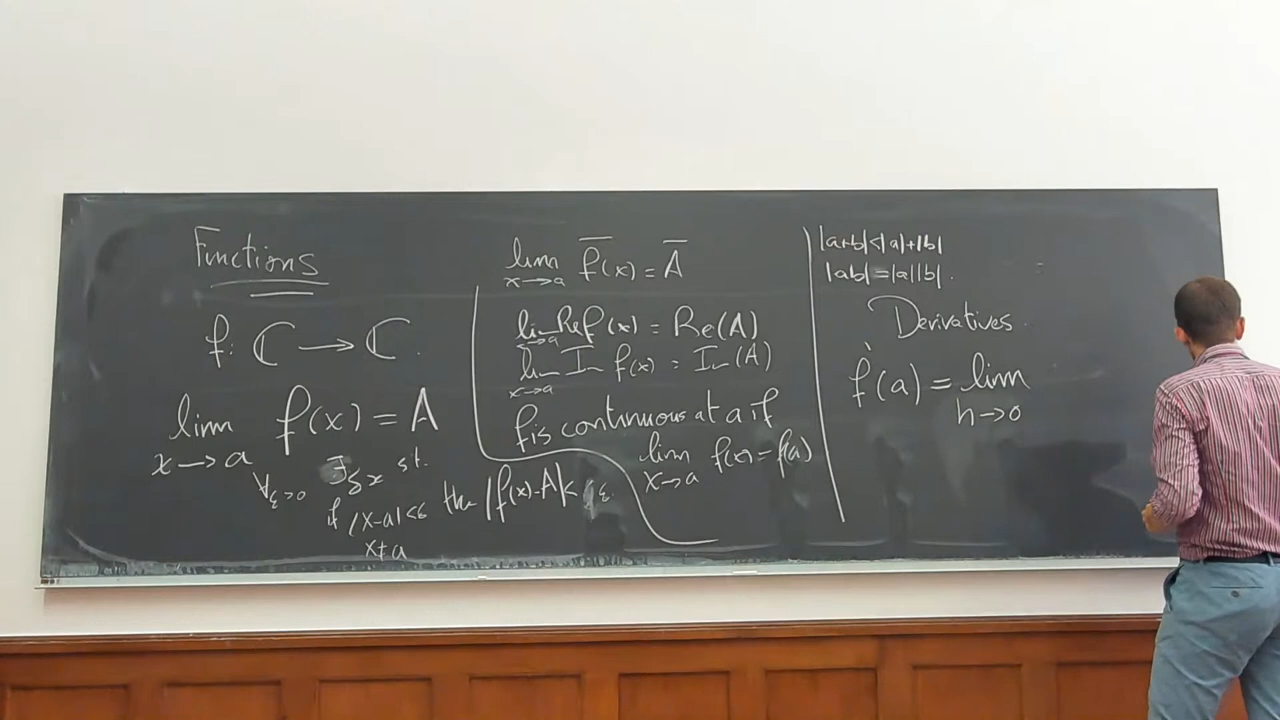 Functions
f: ℂ → ℂ.
lim f(x) = A
x→a
∀ε>0 ∃δ st.
if |x-a|<δ the |f(x)-A|< ε.
x≠a
lim f̅(x) = A̅
x→a
lim Re f(x) = Re(A)
x→a
lim Im f(x) = Im(A)
x→a
f is continuous at a if
lim f(x) = f(a)
x→a
|a+b|<|a|+|b|
|ab|=|a||b|.
Derivatives.
f'(a) = lim
h→0